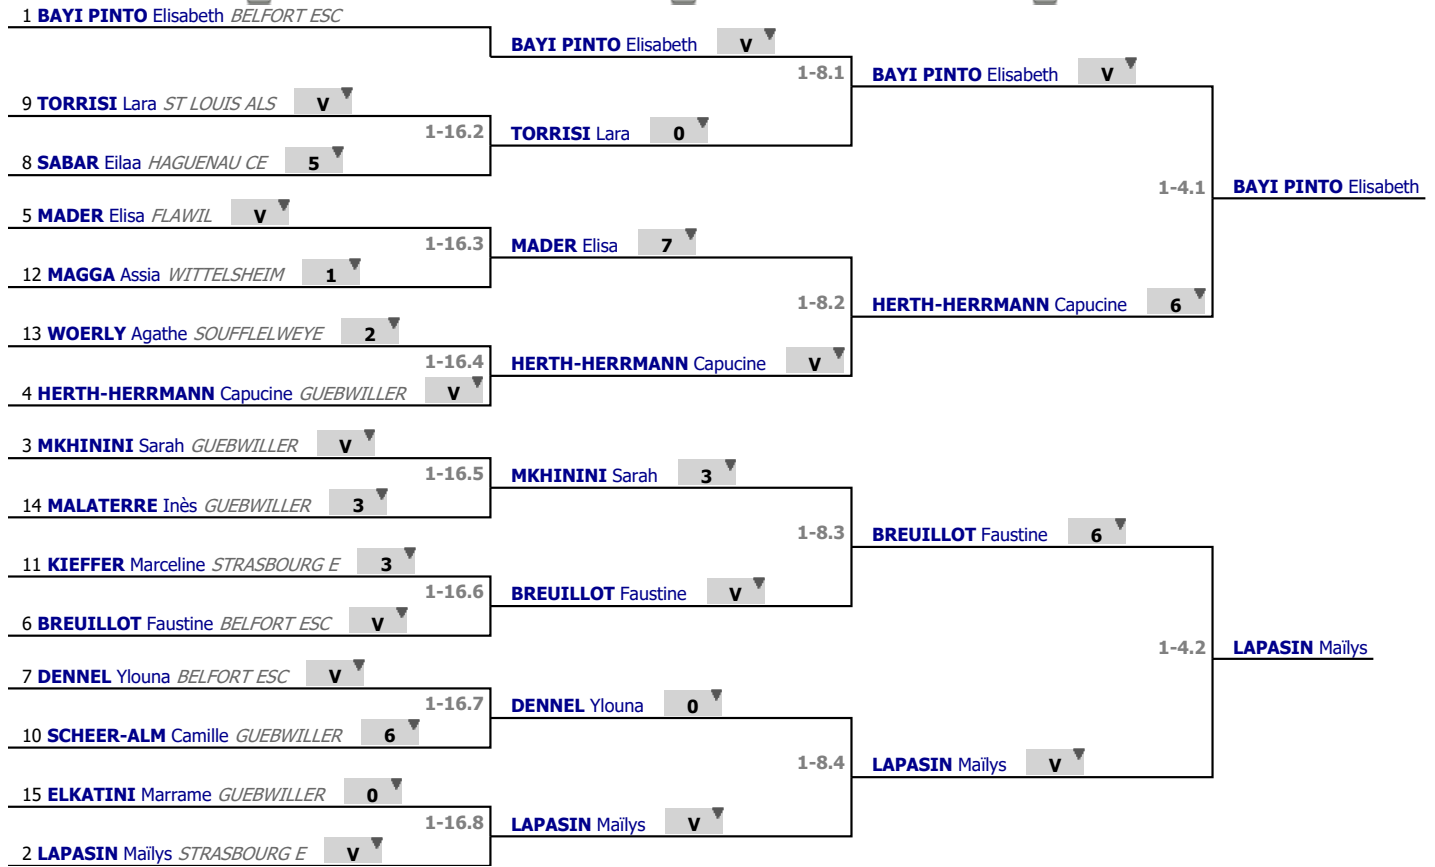 1 BAYI PINTO Elisabeth BELFORT ESC
BAYI PINTO Elisabeth V
1-8.1
BAYI PINTO Elisabeth V
9 TORRISI Lara ST LOUIS ALS V
1-16.2
TORRISI Lara 0
8 SABAR Eilaa HAGUENAU CE 5
1-4.1
BAYI PINTO Elisabeth
5 MADER Elisa FLAWIL V
1-16.3
MADER Elisa 7
12 MAGGA Assia WITTELSHEIM 1
1-8.2
HERTH-HERRMANN Capucine 6
13 WOERLY Agathe SOUFFLELWEYE 2
1-16.4
HERTH-HERRMANN Capucine V
4 HERTH-HERRMANN Capucine GUEBWILLER V
3 MKHININI Sarah GUEBWILLER V
1-16.5
MKHININI Sarah 3
14 MALATERRE Inès GUEBWILLER 3
1-8.3
BREUILLOT Faustine 6
11 KIEFFER Marceline STRASBOURG E 3
1-16.6
BREUILLOT Faustine V
6 BREUILLOT Faustine BELFORT ESC V
1-4.2
LAPASIN Maïlys
7 DENNEL Ylouna BELFORT ESC V
1-16.7
DENNEL Ylouna 0
10 SCHEER-ALM Camille GUEBWILLER 6
1-8.4
LAPASIN Maïlys V
15 ELKATINI Marrame GUEBWILLER 0
1-16.8
LAPASIN Maïlys V
2 LAPASIN Maïlys STRASBOURG E V